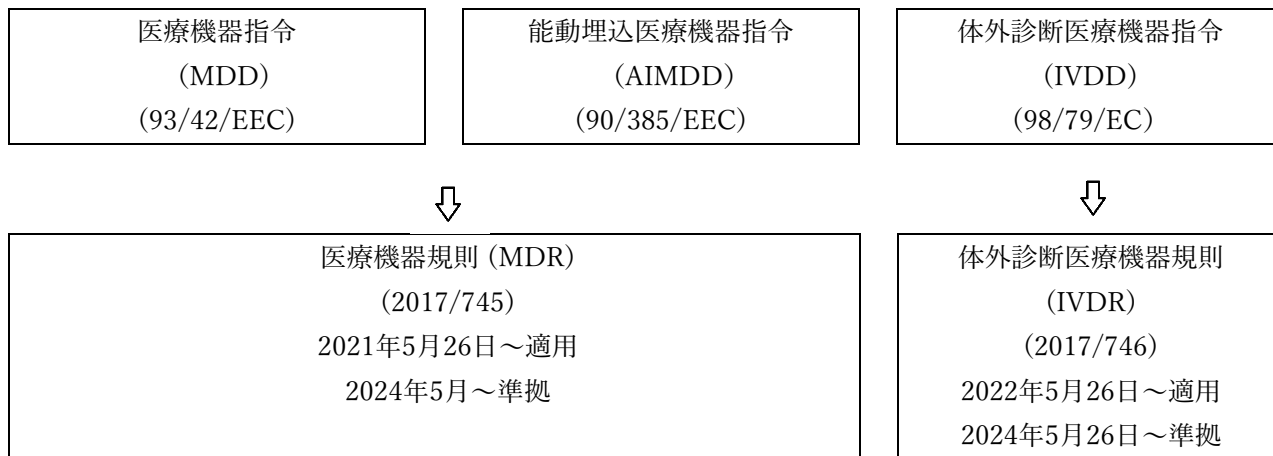 医療機器指令
(MDD)
(93/42/EEC)
能動埋込医療機器指令
(AIMDD)
(90/385/EEC)
体外診断医療機器指令
(IVDD)
(98/79/EC)
医療機器規則 (MDR)
(2017/745)
2021年5月26日～適用
2024年5月～準拠
体外診断医療機器規則
(IVDR)
(2017/746)
2022年5月26日～適用
2024年5月26日～準拠